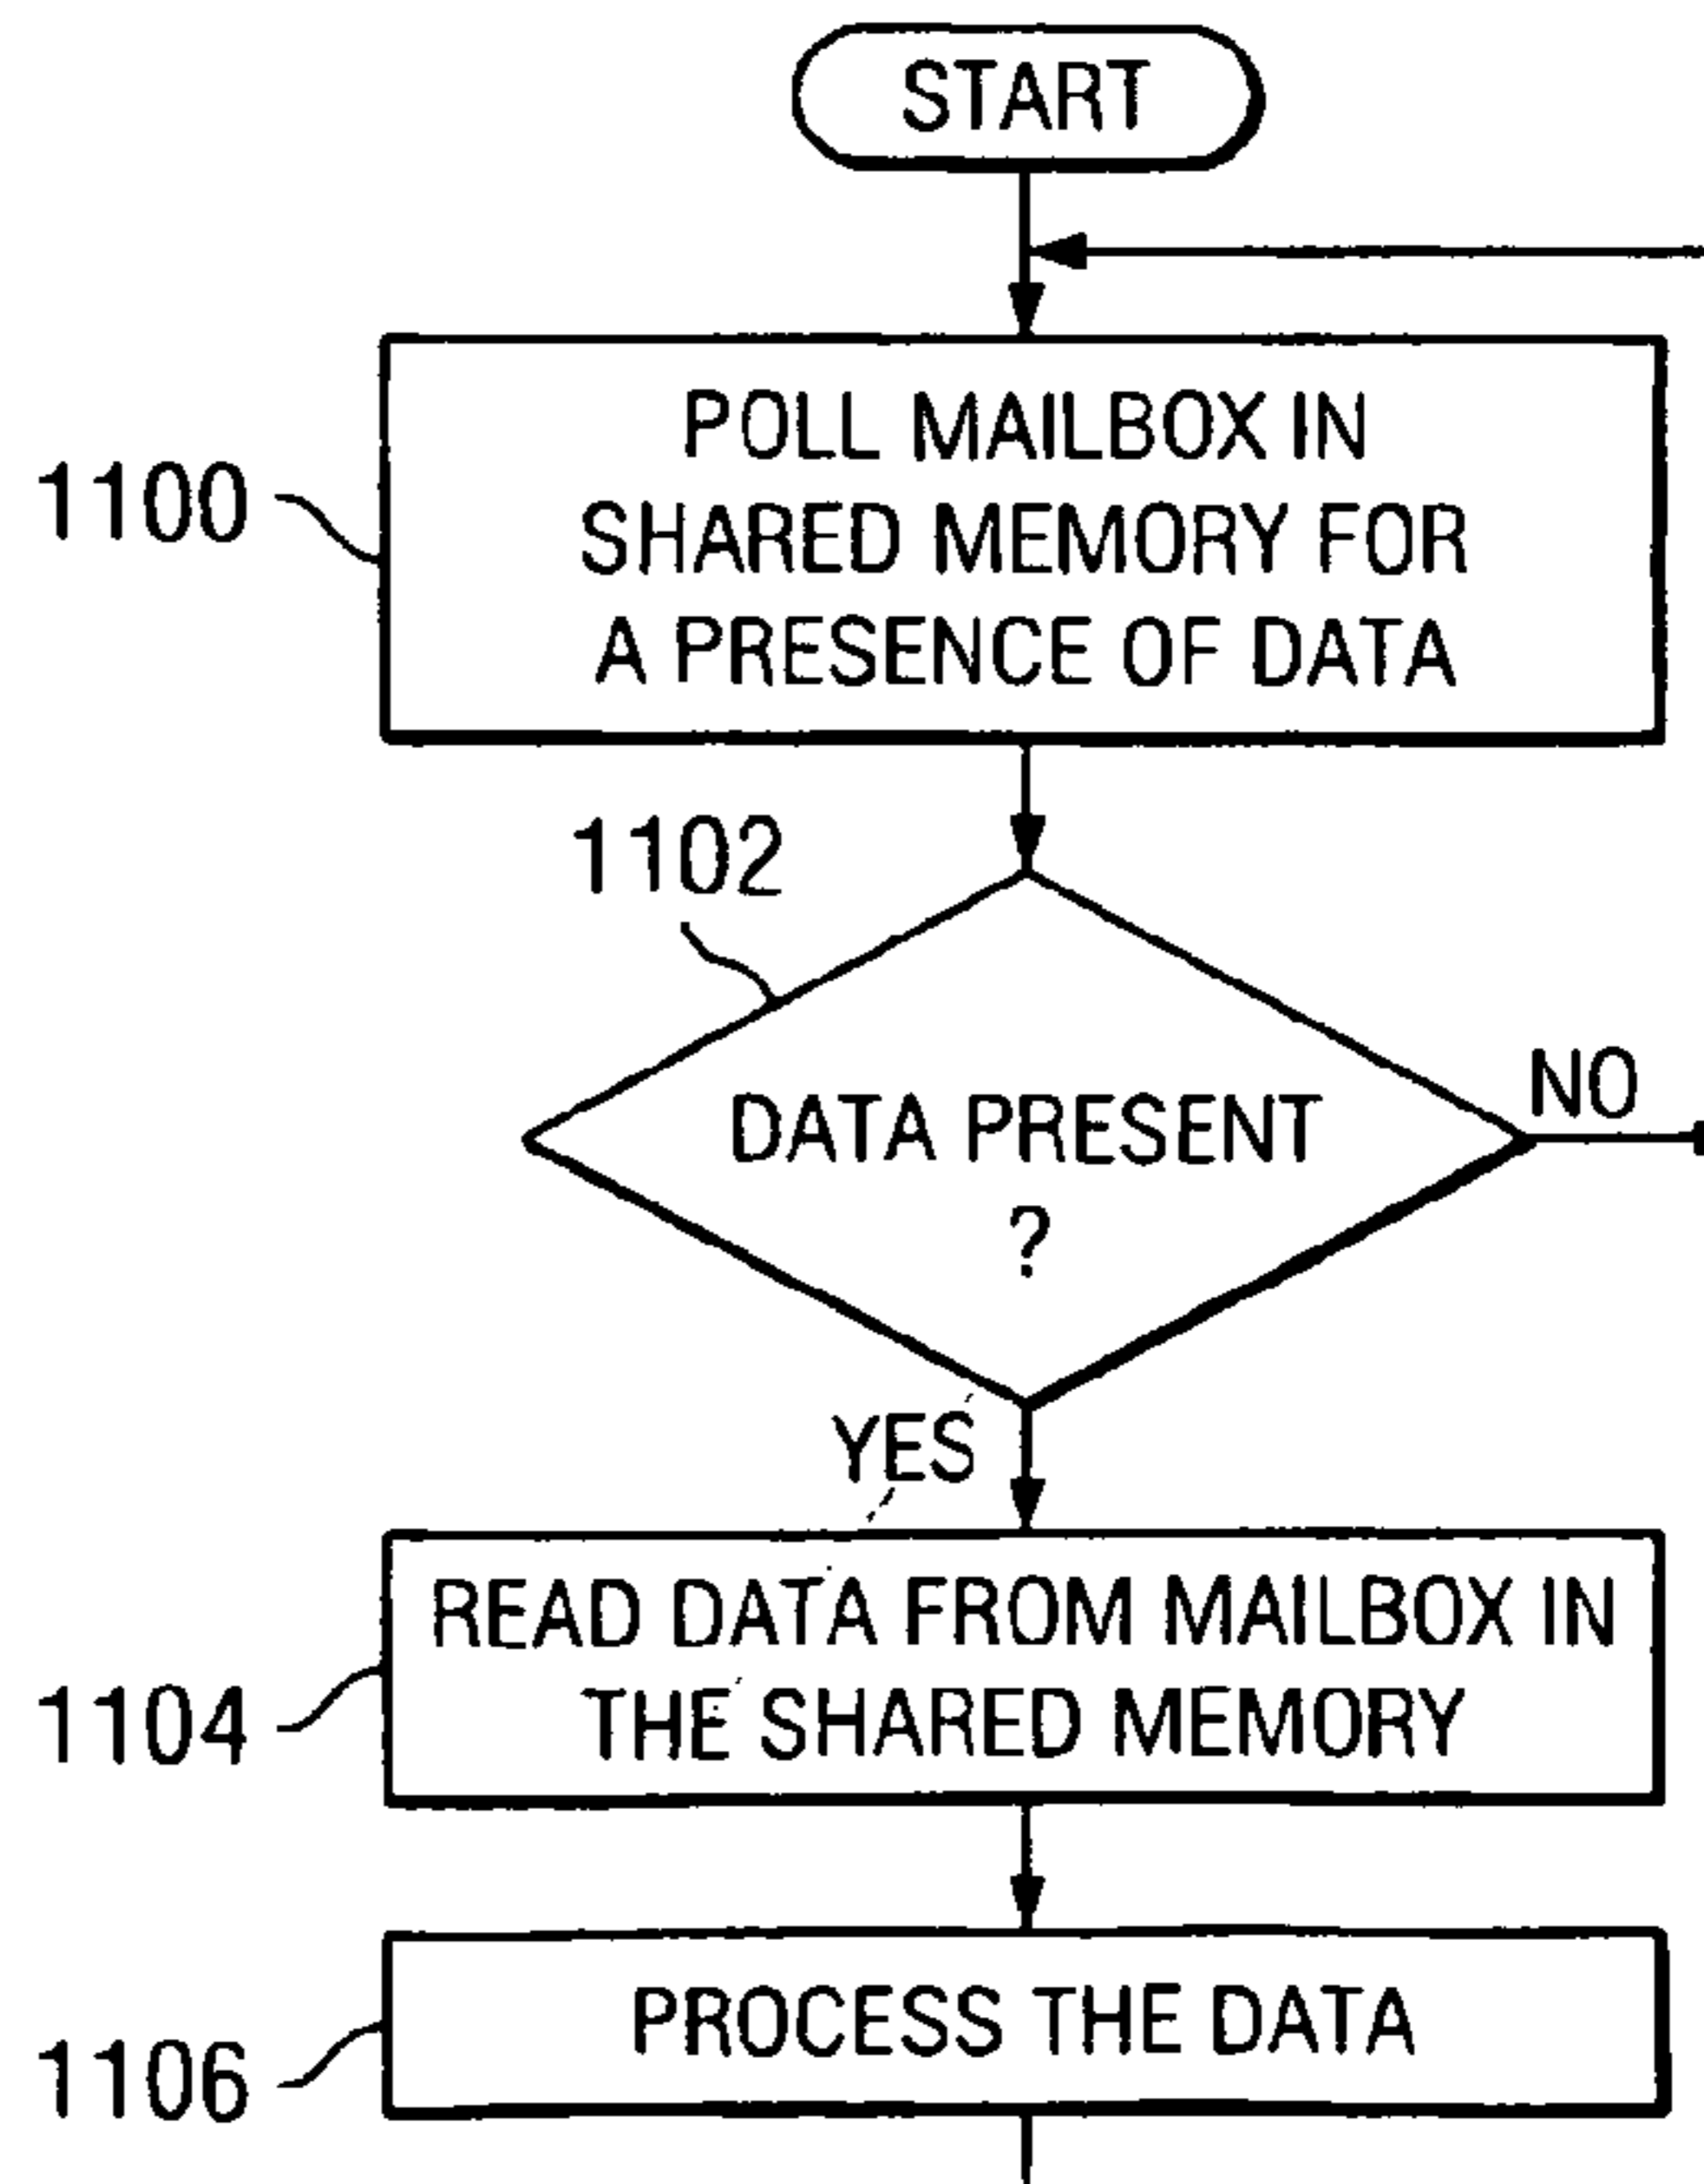 START
POLL MAILBOX IN
SHARED MEMORY FOR
A PRESENCE OF DATA
1100
1102
DATA PRESENT
?
NO
YES
READ DATA FROM MAILBOX IN
THE SHARED MEMORY
1104
PROCESS THE DATA
1106